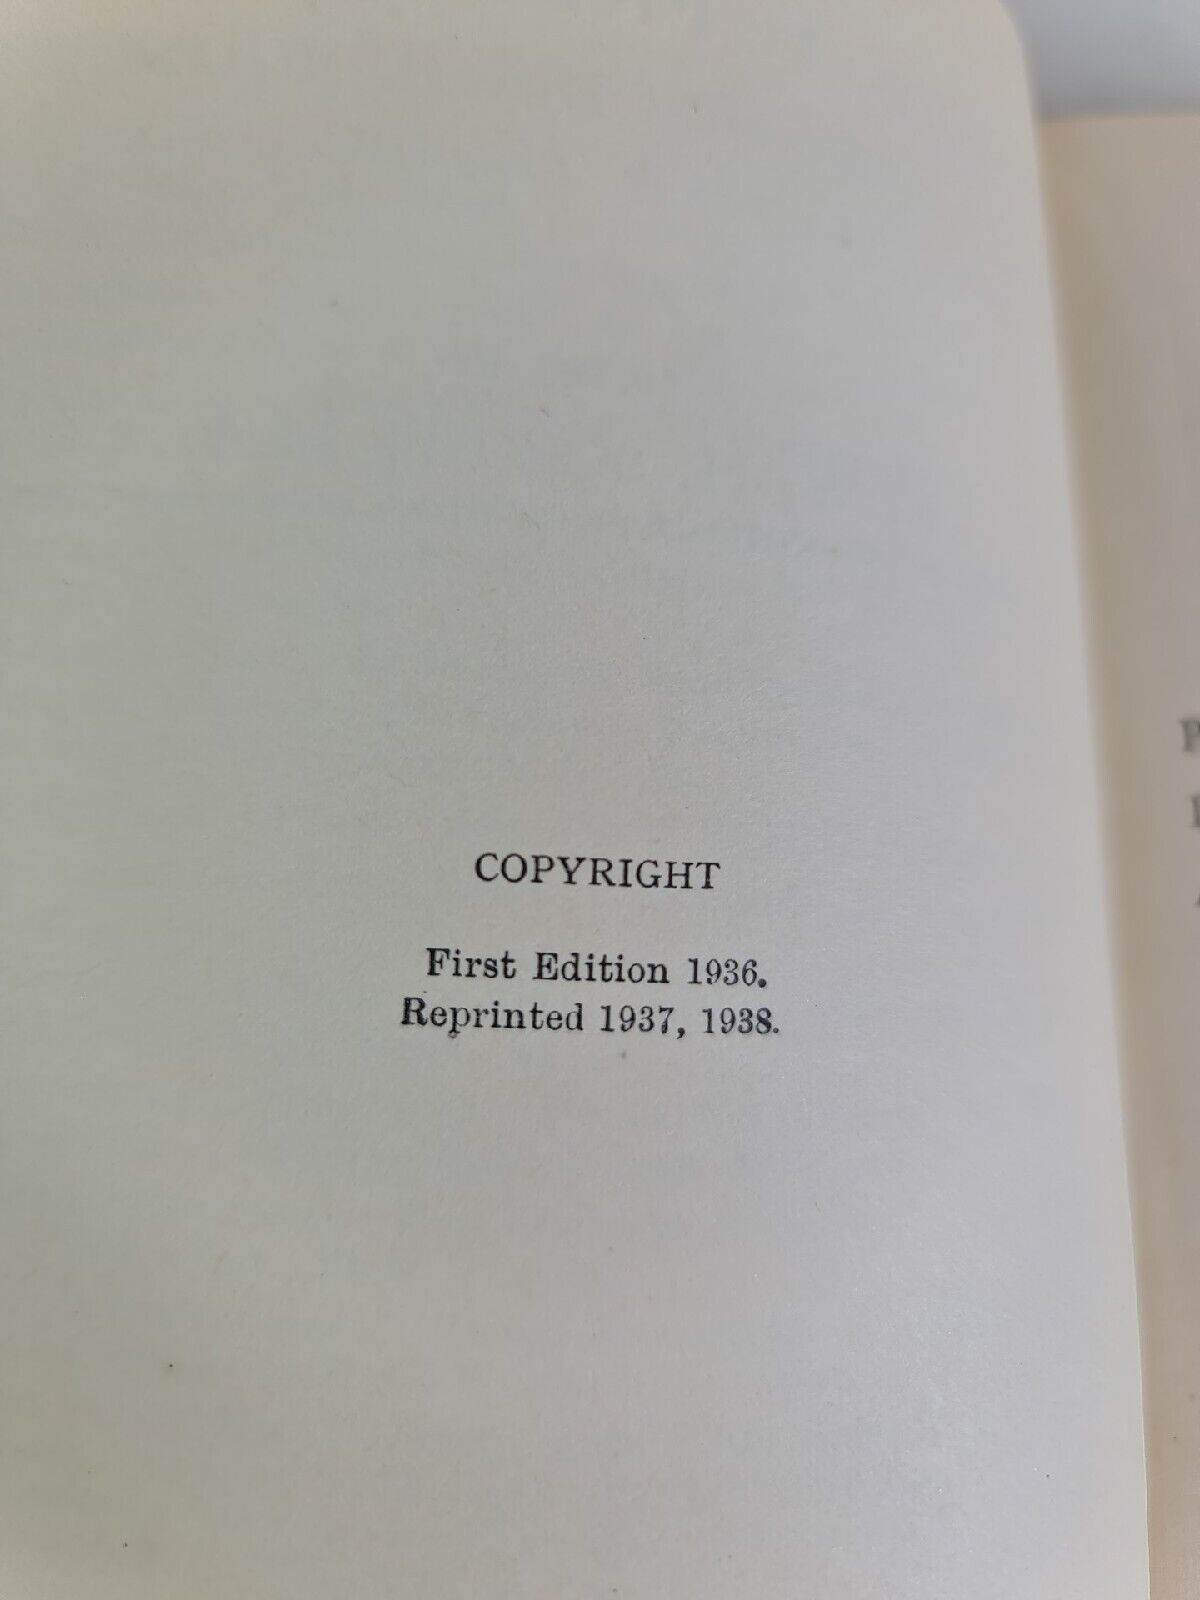 COPYRIGHT
First Edition 1936.
Reprinted 1937, 1938.